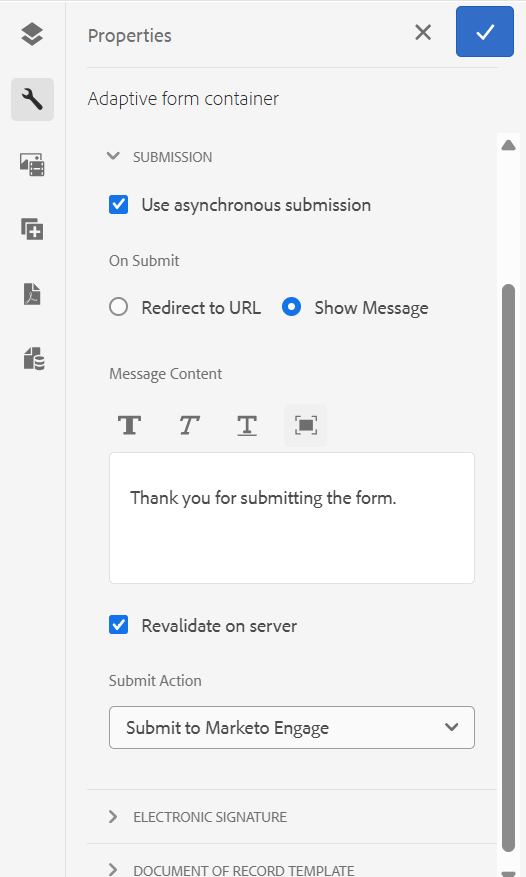 Properties
Adaptive form container
SUBMISSION
Use asynchronous submission
On Submit
Redirect to URL Show Message
Message Content
T T T
Thank you for submitting the form.
Revalidate on server
Submit Action
Submit to Marketo Engage
ELECTRONIC SIGNATURE
DOCUMENT OF RECORD TEMPLATE